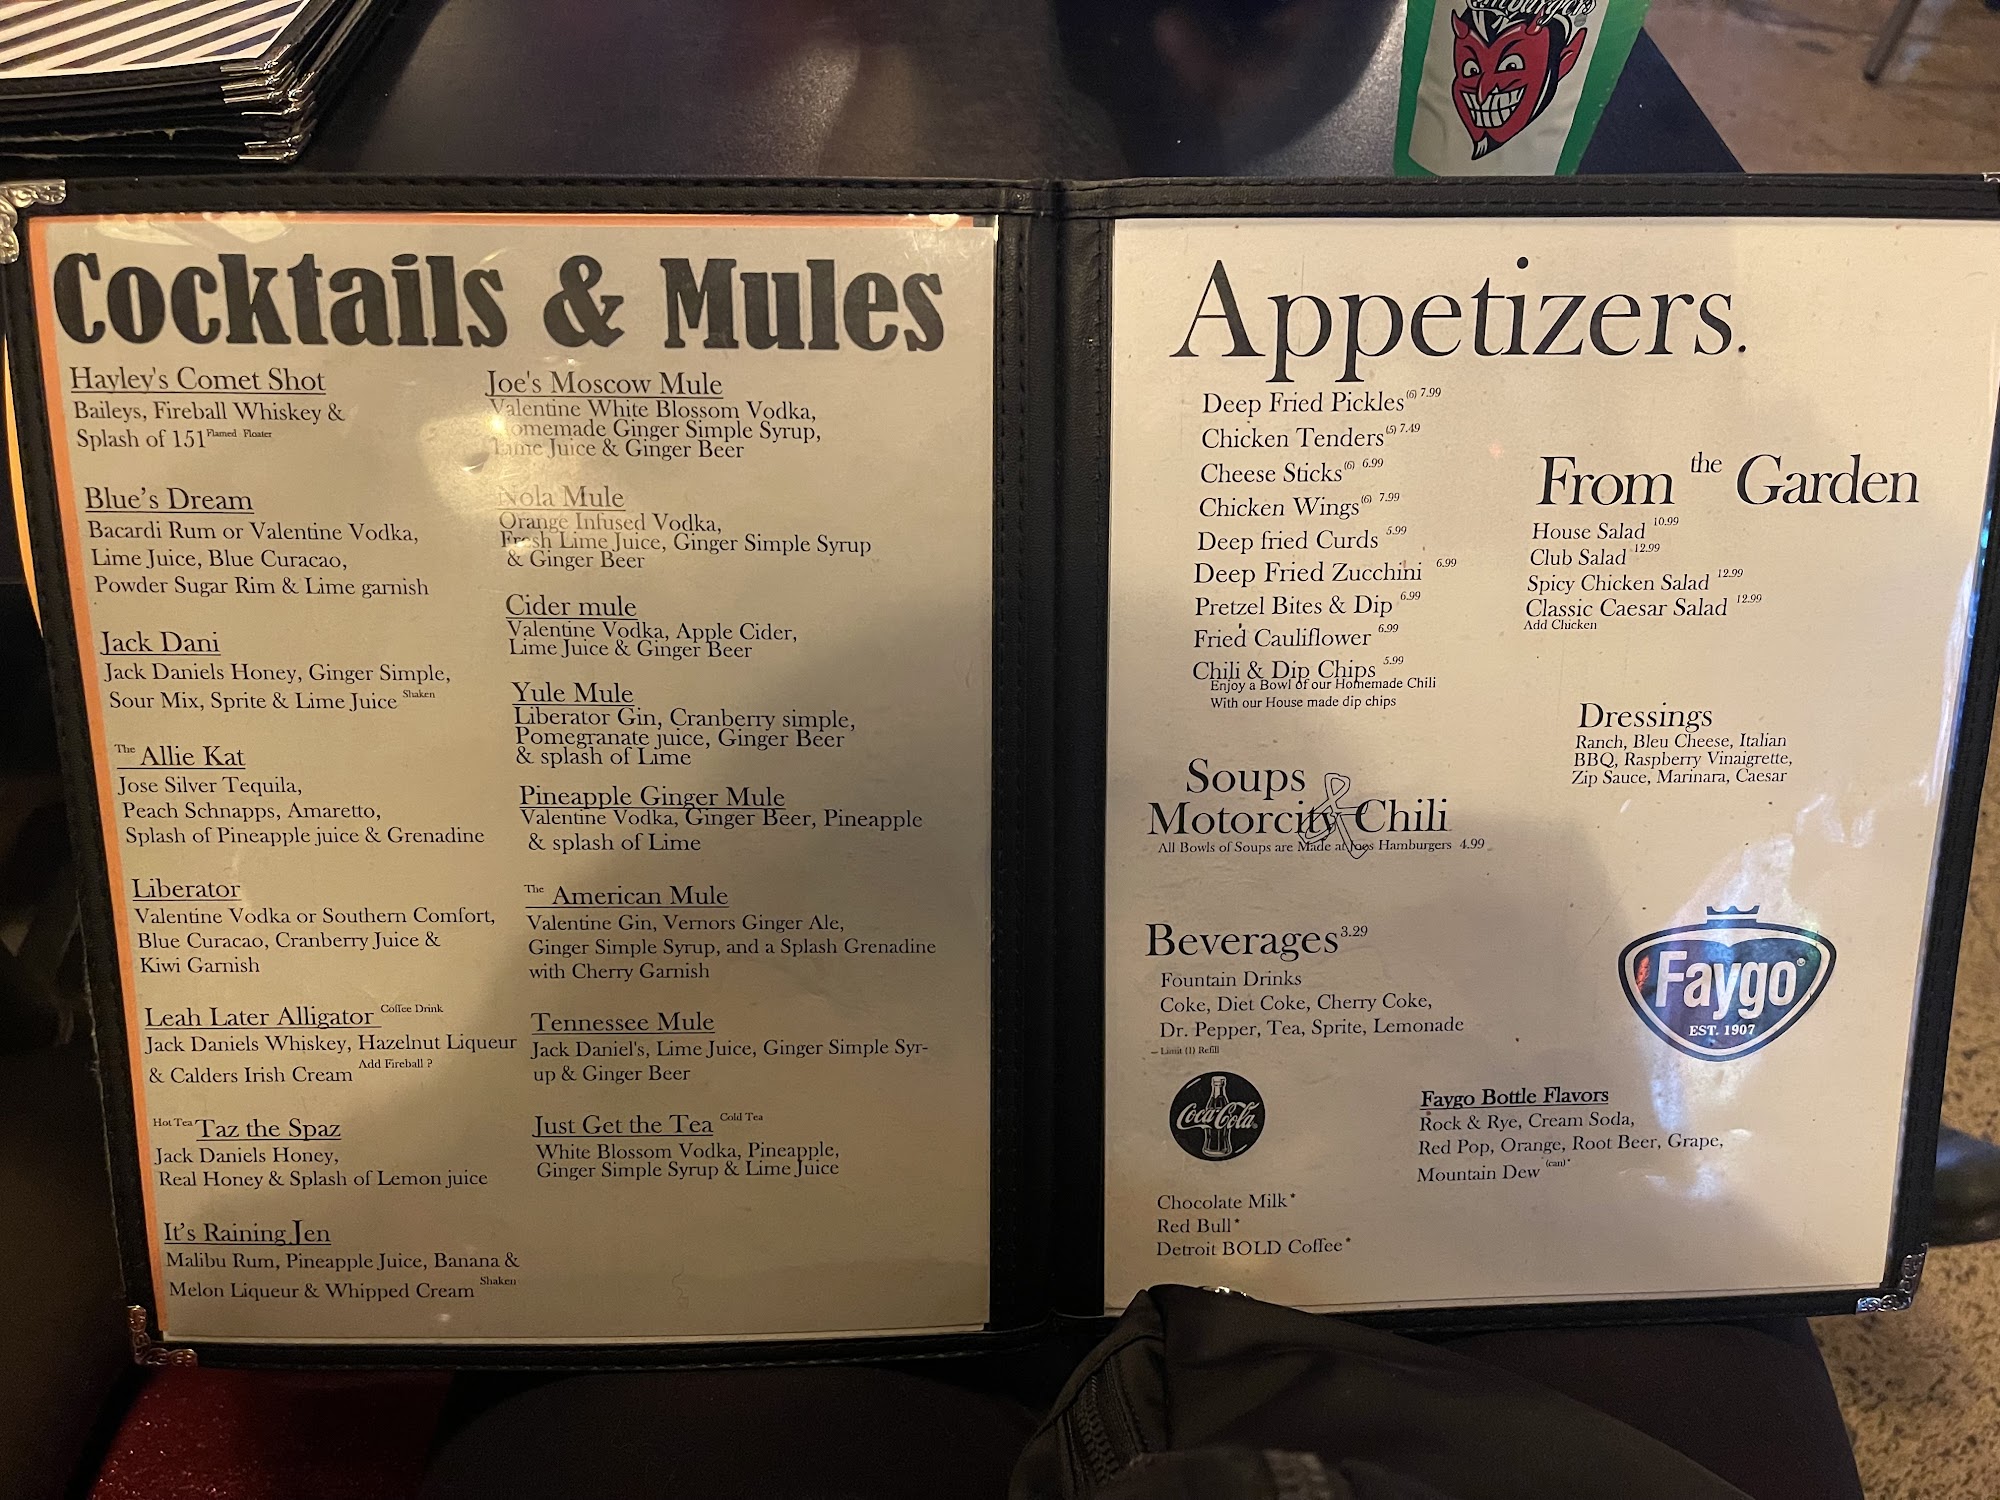 Cocktails & Mules
Hayley's Comet Shot
Baileys, Fireball Whiskey &
Splash of 151 Flamed Floater
Blue's Dream
Bacardi Rum or Valentine Vodka,
Lime Juice, Blue Curacao,
Powder Sugar Rim & Lime garnish
Jack Dani
Jack Daniels Honey, Ginger Simple,
Sour Mix, Sprite & Lime Juice Shaken
The Allie Kat
Jose Silver Tequila,
Peach Schnapps, Amaretto,
Splash of Pineapple juice & Grenadine
Liberator
Valentine Vodka or Southern Comfort,
Blue Curacao, Cranberry Juice &
Kiwi Garnish
Leah Later Alligator Coffee Drink
Jack Daniels Whiskey, Hazelnut Liqueur
& Calders Irish Cream Add Fireball ?
Hot Tea Taz the Spaz
Jack Daniels Honey,
Real Honey & Splash of Lemon juice
It's Raining Jen
Malibu Rum, Pineapple Juice, Banana &
Melon Liqueur & Whipped Cream Shaken
Joe's Moscow Mule
Valentine White Blossom Vodka,
Homemade Ginger Simple Syrup,
Lime Juice & Ginger Beer
Nola Mule
Orange Infused Vodka,
Fresh Lime Juice, Ginger Simple Syrup
& Ginger Beer
Cider mule
Valentine Vodka, Apple Cider,
Lime Juice & Ginger Beer
Yule Mule
Liberator Gin, Cranberry simple,
Pomegranate juice, Ginger Beer
& splash of Lime
Pineapple Ginger Mule
Valentine Vodka, Ginger Beer, Pineapple
& splash of Lime
The American Mule
Valentine Gin, Vernors Ginger Ale,
Ginger Simple Syrup, and a Splash Grenadine
with Cherry Garnish
Tennessee Mule
Jack Daniel's, Lime Juice, Ginger Simple Syr-
up & Ginger Beer
Just Get the Tea Cold Tea
White Blossom Vodka, Pineapple,
Ginger Simple Syrup & Lime Juice
Appetizers.
Deep Fried Pickles (6) 7.99
Chicken Tenders (5) 7.49
Cheese Sticks (6) 6.99
Chicken Wings (6) 7.99
Deep fried Curds 5.99
Deep Fried Zucchini 6.99
Pretzel Bites & Dip 6.99
Fried Cauliflower 6.99
Chili & Dip Chips 5.99
Enjoy a Bowl of our Homemade Chili
With our House made dip chips
Soups
&
Motorcity Chili
All Bowls of Soups are Made at Joes Hamburgers 4.99
From the Garden
House Salad 10.99
Club Salad 12.99
Spicy Chicken Salad 12.99
Classic Caesar Salad 12.99
Add Chicken
Dressings
Ranch, Bleu Cheese, Italian
BBQ, Raspberry Vinaigrette,
Zip Sauce, Marinara, Caesar
Beverages 3.29
Fountain Drinks
Coke, Diet Coke, Cherry Coke,
Dr. Pepper, Tea, Sprite, Lemonade
– Limit (1) Refill
Coca-Cola
Faygo
EST. 1907
Faygo Bottle Flavors
Rock & Rye, Cream Soda,
Red Pop, Orange, Root Beer, Grape,
Mountain Dew (can)*
Chocolate Milk*
Red Bull*
Detroit BOLD Coffee*